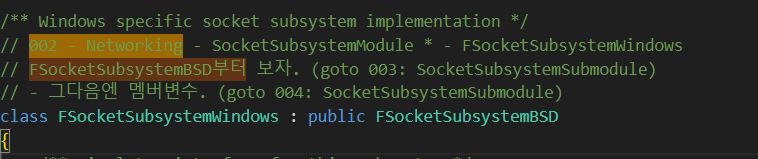 /** Windows specific socket subsystem implementation */
// 002 - Networking - SocketSubsystemModule * - FSocketSubsystemWindows
// FSocketSubsystemBSD부터 보자. (goto 003: SocketSubsystemSubmodule)
// - 그다음엔 멤버변수. (goto 004: SocketSubsystemSubmodule)
class FSocketSubsystemWindows : public FSocketSubsystemBSD
{